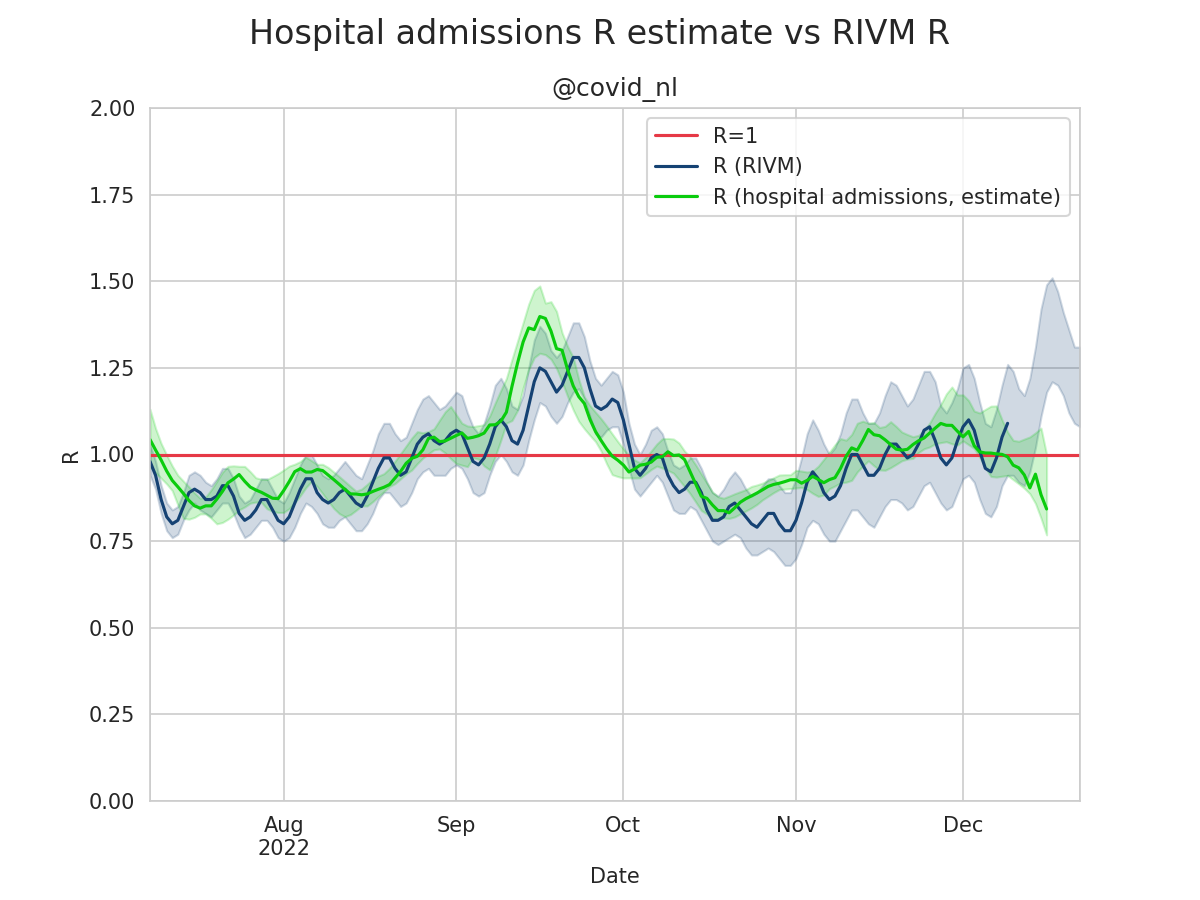 Hospital admissions R estimate vs RIVM R
@covid_nl
2.00
1.75
1.50
1.25
1.00
0.75
0.50
0.25
0.00
R
R=1
R (RIVM)
R (hospital admissions, estimate)
Aug
2022
Sep
Oct
Nov
Dec
Date